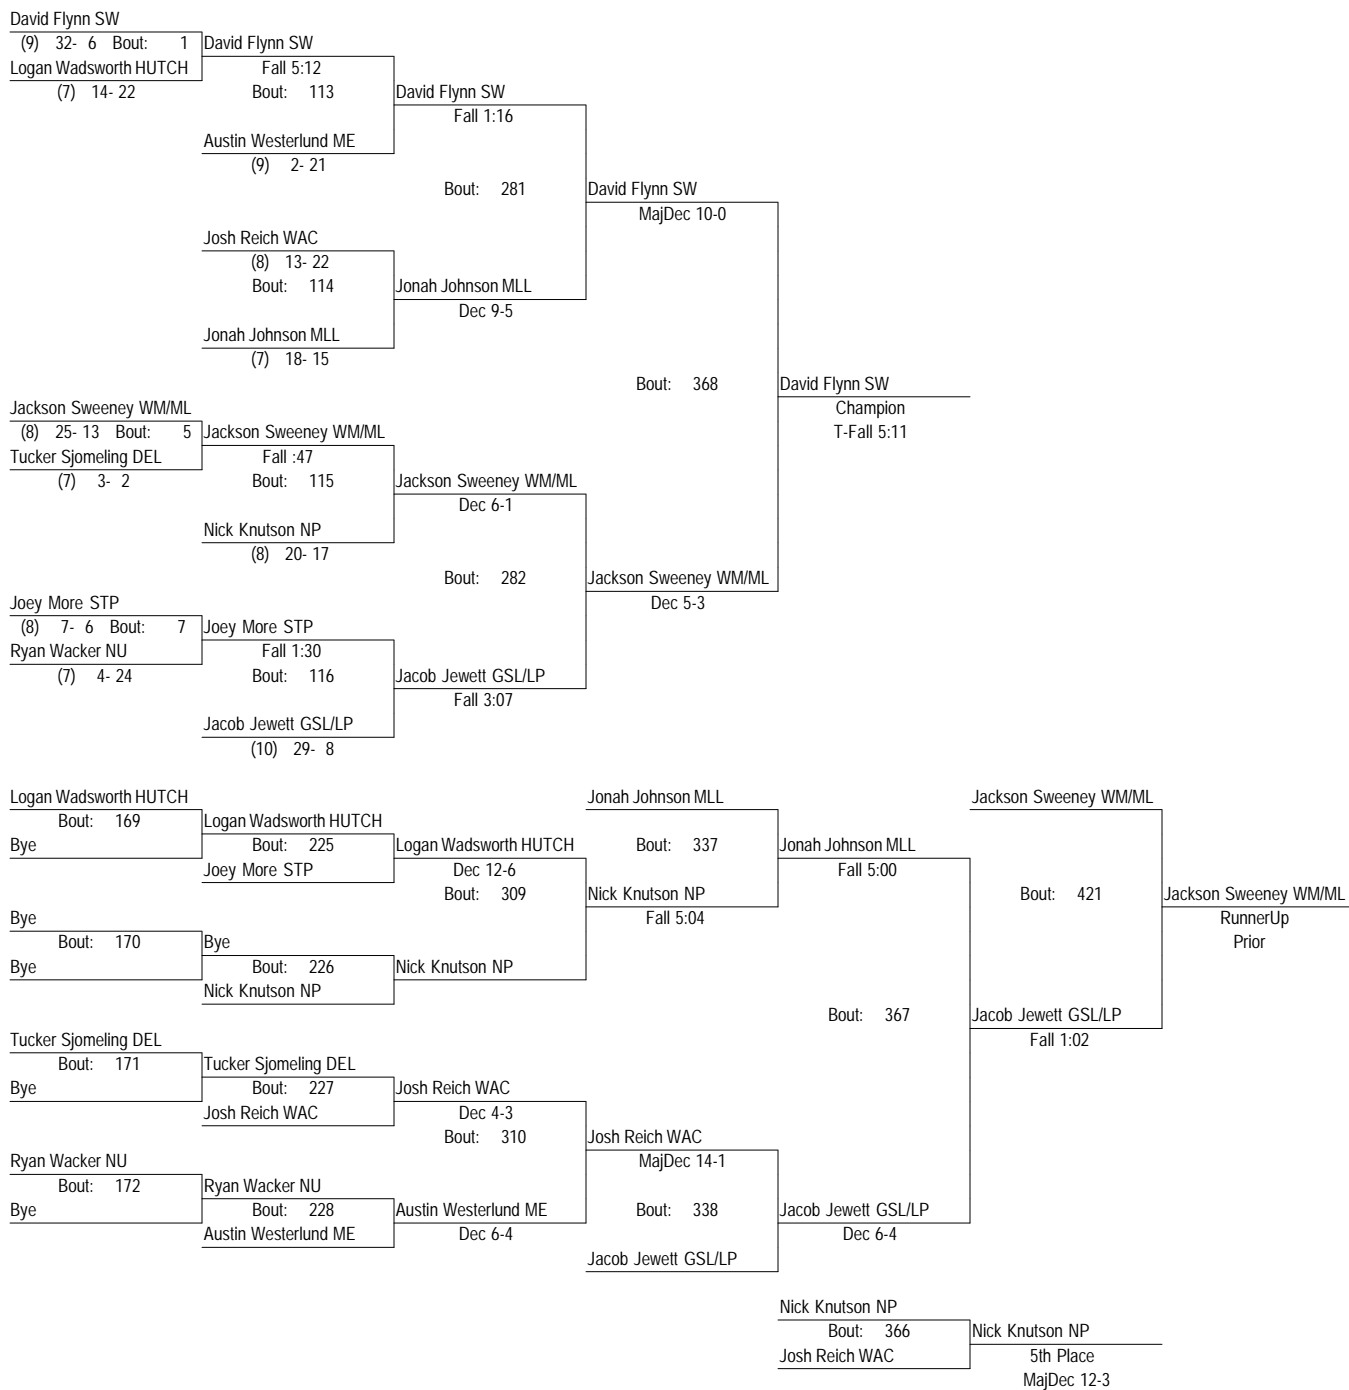 David Flynn SW
(9) 32- 6 Bout: 1 David Flynn SW
Logan Wadsworth HUTCH Fall 5:12
(7) 14- 22 Bout: 113 David Flynn SW
Fall 1:16
Austin Westerlund ME
(9) 2- 21
Bout: 281 David Flynn SW
MajDec 10-0
Josh Reich WAC
(8) 13- 22
Bout: 114 Jonah Johnson MLL
Dec 9-5
Jonah Johnson MLL
(7) 18- 15
Bout: 368 David Flynn SW
Jackson Sweeney WM/ML Champion
(8) 25- 13 Bout: 5 Jackson Sweeney WM/ML T-Fall 5:11
Tucker Sjomeling DEL Fall :47
(7) 3- 2 Bout: 115 Jackson Sweeney WM/ML
Dec 6-1
Nick Knutson NP
(8) 20- 17
Bout: 282 Jackson Sweeney WM/ML
Joey More STP Dec 5-3
(8) 7- 6 Bout: 7 Joey More STP
Ryan Wacker NU Fall 1:30
(7) 4- 24 Bout: 116 Jacob Jewett GSL/LP
Fall 3:07
Jacob Jewett GSL/LP
(10) 29- 8
Logan Wadsworth HUTCH Jonah Johnson MLL Jackson Sweeney WM/ML
Bout: 169 Logan Wadsworth HUTCH
Bye Bout: 225 Logan Wadsworth HUTCH Bout: 337 Jonah Johnson MLL
Joey More STP Dec 12-6 Fall 5:00
Bout: 309 Nick Knutson NP Bout: 421 Jackson Sweeney WM/ML
Bye Fall 5:04 RunnerUp
Bout: 170 Bye Prior
Bye Bout: 226 Nick Knutson NP
Nick Knutson NP
Bout: 367 Jacob Jewett GSL/LP
Tucker Sjomeling DEL Fall 1:02
Bout: 171 Tucker Sjomeling DEL
Bye Bout: 227 Josh Reich WAC
Josh Reich WAC Dec 4-3
Bout: 310 Josh Reich WAC
Ryan Wacker NU MajDec 14-1
Bout: 172 Ryan Wacker NU
Bye Bout: 228 Austin Westerlund ME Bout: 338 Jacob Jewett GSL/LP
Austin Westerlund ME Dec 6-4 Dec 6-4
Jacob Jewett GSL/LP
Nick Knutson NP
Bout: 366 Nick Knutson NP
Josh Reich WAC 5th Place
MajDec 12-3